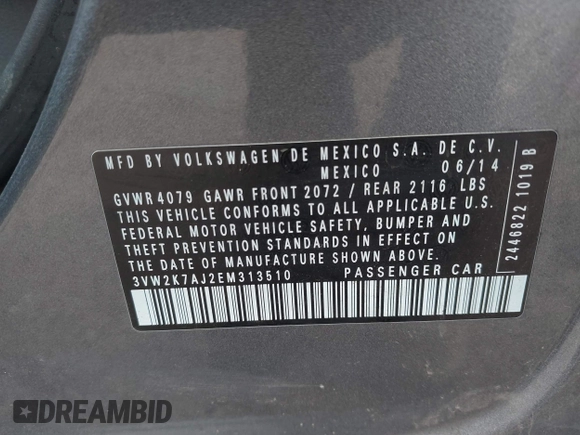 MFD BY VOLKSWAGEN DE MEXICO S.A. DE C.V.
MEXICO 06/14
GVWR 4079 GAWR FRONT 2072 / REAR 2116 LBS
THIS VEHICLE CONFORMS TO ALL APPLICABLE U.S.
FEDERAL MOTOR VEHICLE SAFETY, BUMPER AND
THEFT PREVENTION STANDARDS IN EFFECT ON
THE DATE OF MANUFACTURE SHOWN ABOVE.
3VW2K7AJ2EM313510 PASSENGER CAR
2446822 1019 B
DREAMBID